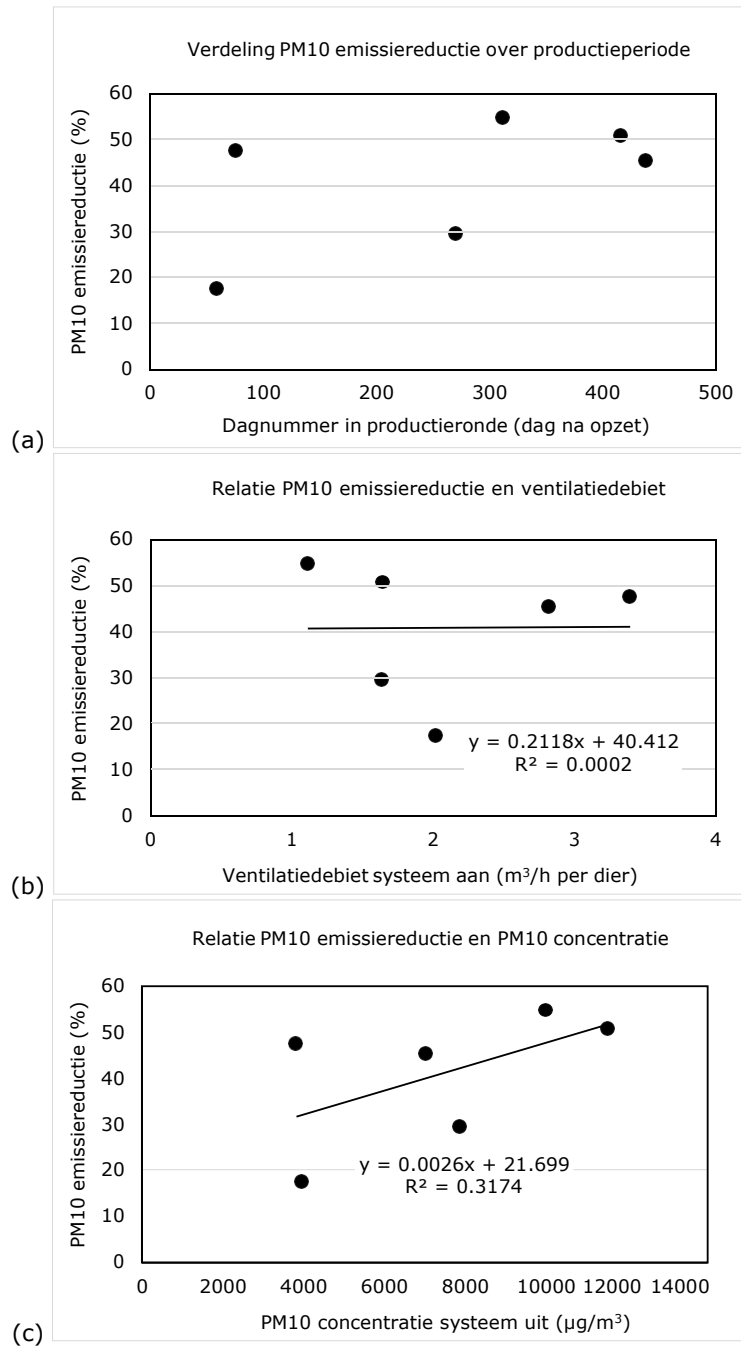 Verdeling PM10 emissiereductie over productieperiode
PM10 emissiereductie (%)
60
50
40
30
20
10
0
0 100 200 300 400 500
Dagnummer in productieronde (dag na opzet)
(a)
Relatie PM10 emissiereductie en ventilatiedebiet
PM10 emissiereductie (%)
60
50
40
30
20
10
0
y = 0.2118x + 40.412
R² = 0.0002
0 1 2 3 4
Ventilatiedebiet systeem aan (m³/h per dier)
(b)
Relatie PM10 emissiereductie en PM10 concentratie
PM10 emissiereductie (%)
60
50
40
30
20
10
0
y = 0.0026x + 21.699
R² = 0.3174
0 2000 4000 6000 8000 10000 12000 14000
PM10 concentratie systeem uit (µg/m³)
(c)